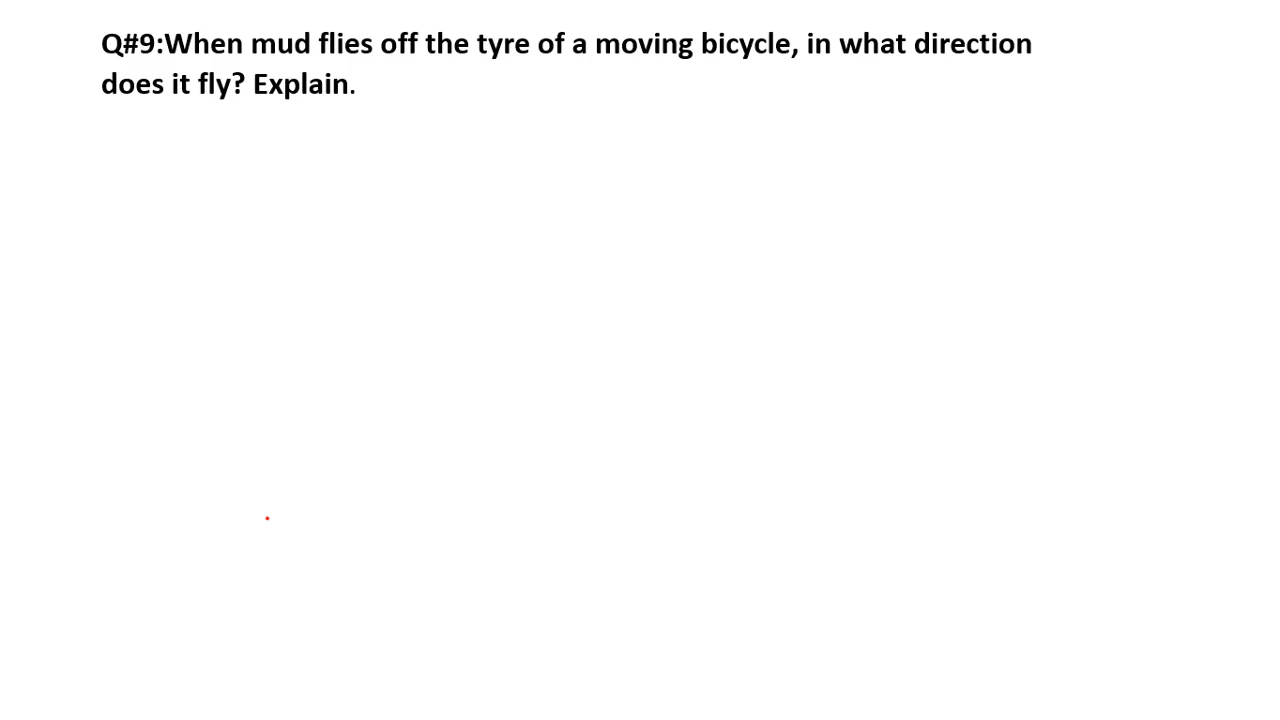 Q#9:When mud flies off the tyre of a moving bicycle, in what direction
does it fly? Explain.